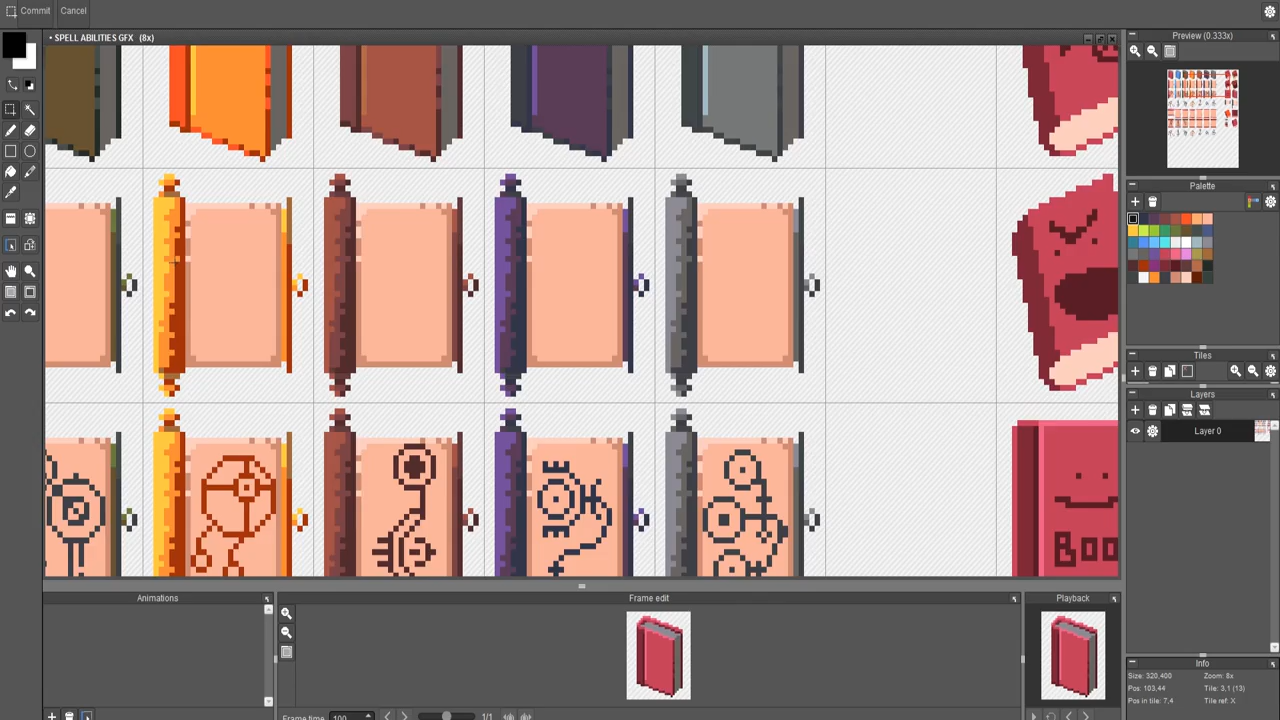 Commit Cancel
• SPELL ABILITIES GFX (8x)
Preview (0.333x)
Palette
Tiles
Layers
Layer 0
BOO
Animations
Frame edit
Playback
Info
Size: 320,400 Zoom: 8x
Pos: 103,44 Tile: 3,1 (13)
Pos in tile: 7,4 Tile ref: X
Frame time 100 1/1